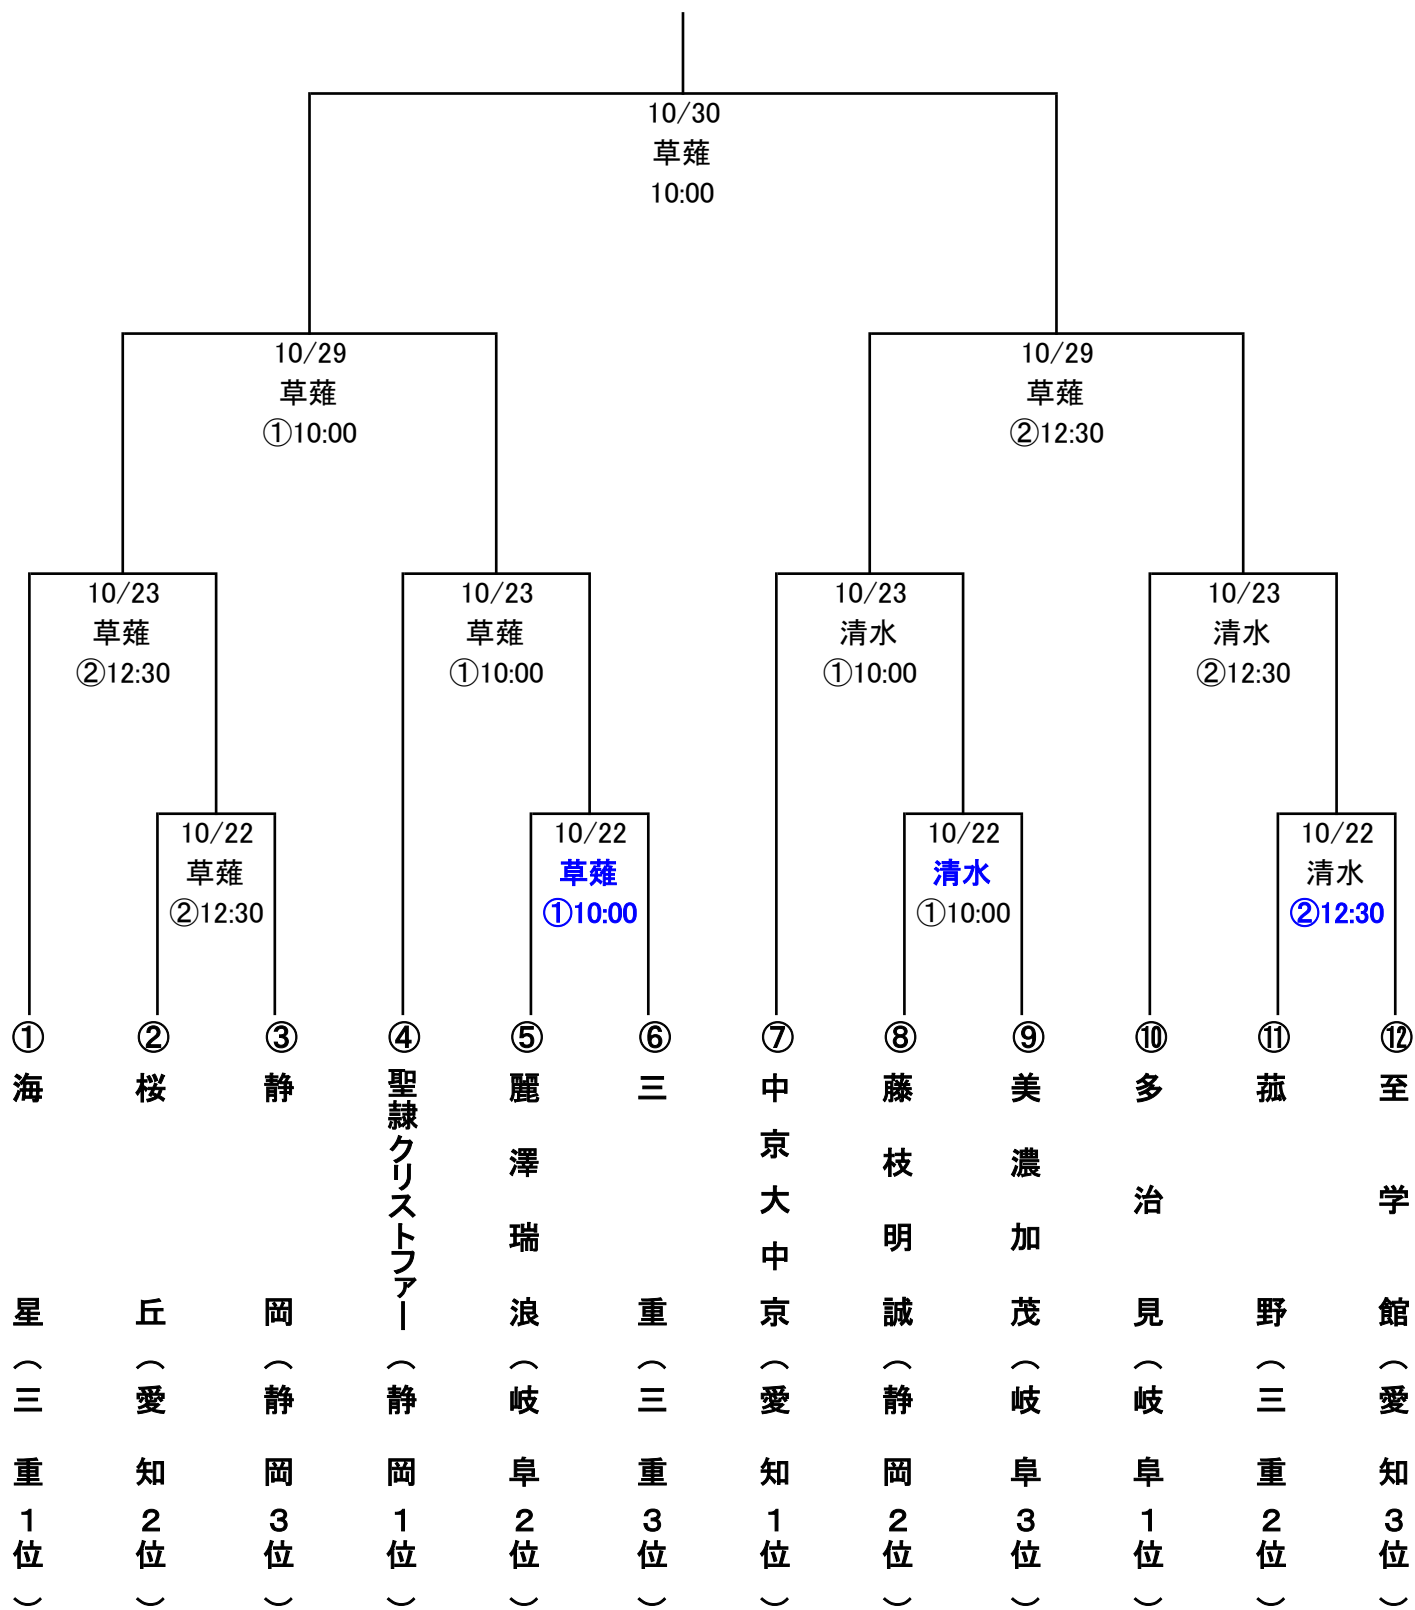 10/30
草薙
10:00
10/29
草薙
①10:00
10/29
草薙
②12:30
10/23
草薙
②12:30
10/23
草薙
①10:00
10/23
清水
①10:00
10/23
清水
②12:30
10/22
草薙
②12:30
10/22
草薙
①10:00
10/22
清水
①10:00
10/22
清水
②12:30
①海星(三重1位)
②桜丘(愛知2位)
③静岡(静岡3位)
④聖隷クリストファー(静岡1位)
⑤麗澤瑞浪(岐阜2位)
⑥三重(三重3位)
⑦中京大中京(愛知1位)
⑧藤枝明誠(静岡2位)
⑨美濃加茂(岐阜3位)
⑩多治見(岐阜1位)
⑪菰野(三重2位)
⑫至学館(愛知3位)